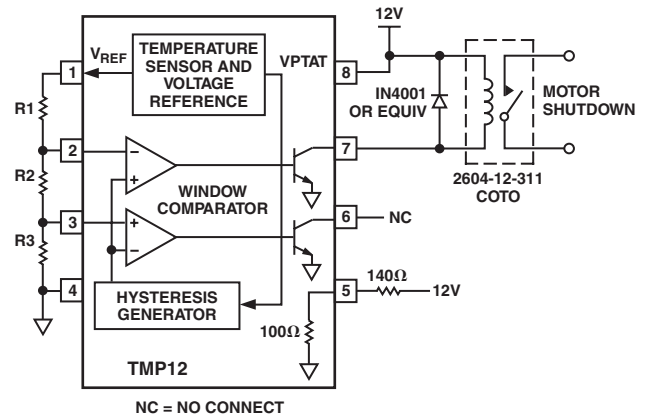 12V
VREF
TEMPERATURE
SENSOR AND
VOLTAGE
REFERENCE
VPTAT
1
8
R1
IN4001
OR EQUIV
MOTOR
SHUTDOWN
2
7
−
+
R2
WINDOW
COMPARATOR
2604-12-311
COTO
3
6
NC
+
−
R3
140Ω
4
5
12V
HYSTERESIS
GENERATOR
100Ω
TMP12
NC = NO CONNECT